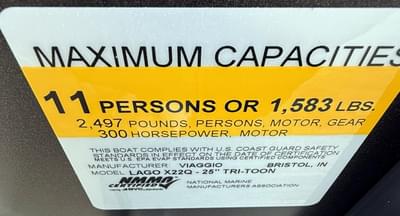 MAXIMUM CAPACITIES
11 PERSONS OR 1,583 LBS.
2,497 POUNDS, PERSONS, MOTOR, GEAR
300 HORSEPOWER, MOTOR
THIS BOAT COMPLIES WITH U.S. COAST GUARD SAFETY
STANDARDS IN EFFECT ON THE DATE OF CERTIFICATION
MEETS U.S. EPA EVAP STANDARDS USING CERTIFIED COMPONENTS
MANUFACTURER: VIAGGIO BRISTOL, IN
MODEL: LAGO X22Q - 25" TRI-TOON
NMMA
CERTIFIED
NATIONAL MARINE
MANUFACTURERS ASSOCIATION